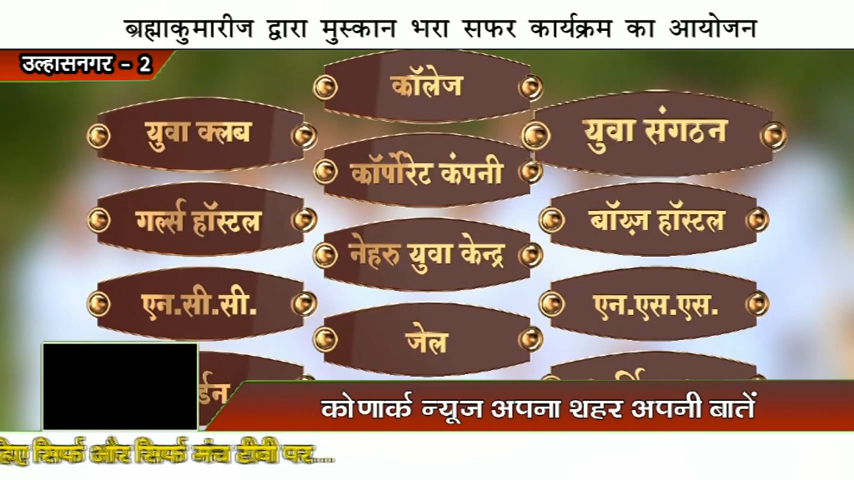 ब्रह्माकुमारीज द्वारा मुस्कान भरा सफर कार्यक्रम का आयोजन
उल्हासनगर - 2
कॉलेज
युवा क्लब
युवा संगठन
कॉर्पोरेट कंपनी
गर्ल्स हॉस्टल
बॉय्ज़ हॉस्टल
नेहरु युवा केन्द्र
एन.सी.सी.
एन.एस.एस.
जेल
कोणार्क न्यूज अपना शहर अपनी बातें
सिर्फ और सिर्फ मंच टीवी पर....